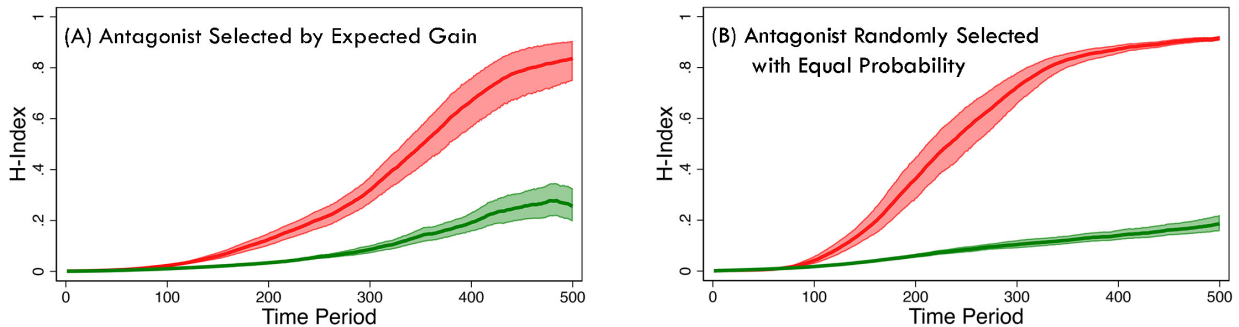 (A) Antagonist Selected by Expected Gain
H-Index
1
.8
.6
.4
.2
0
0 100 200 300 400 500
Time Period
(B) Antagonist Randomly Selected
with Equal Probability
H-Index
1
.8
.6
.4
.2
0
0 100 200 300 400 500
Time Period